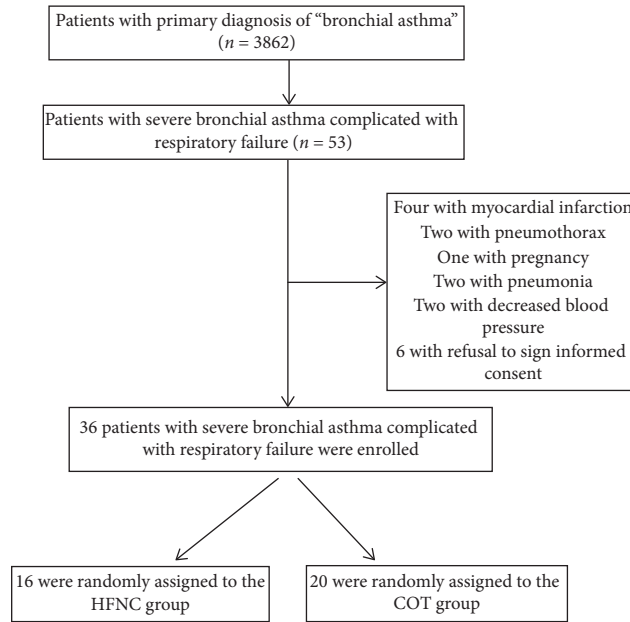 Patients with primary diagnosis of “bronchial asthma”
(n = 3862)
Patients with severe bronchial asthma complicated with
respiratory failure (n = 53)
Four with myocardial infarction
Two with pneumothorax
One with pregnancy
Two with pneumonia
Two with decreased blood
pressure
6 with refusal to sign informed
consent
36 patients with severe bronchial asthma complicated
with respiratory failure were enrolled
16 were randomly assigned to the
HFNC group
20 were randomly assigned to the
COT group